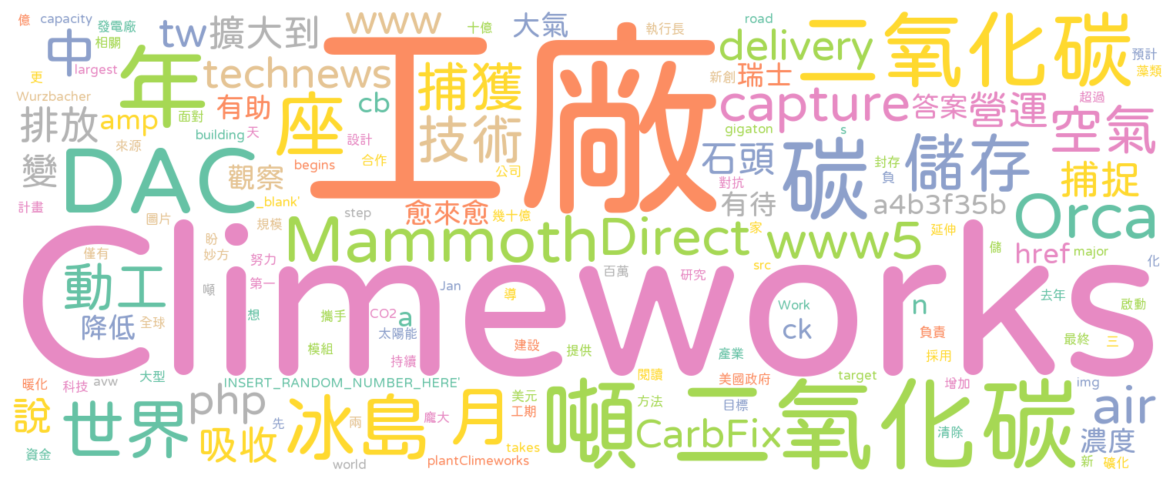 億 capacity 發電廠 tw 擴大到 www 十億 大氣 執行長 road 二氧化碳
中 相關 年 工廠 delivery 預計
largest technews 捕獲 新創 瑞士 藻類
更 Wurzbacher 有助 座 cb capture 答案 營運 超過
排放 amp 面對 技術 gigaton s 空氣
來源 building 天 設計 石頭 碳 儲存
變 DAC 觀察 begins 合作 公司 對抗 封存 負 捕捉
計畫 _blank' 愈來愈 有待 a4b3f35b
圖片 規模 step 幾十億 家 延伸 Orca
僅有 盼 妙方 努力 Mammoth Direct www5 儲 href major 化
動工 噸 第一 Climeworks 百萬 研究 src
Jan 導 去年
降低 全球 想 攜手 CO2 a 太陽能 Work ck n 負責 啟動
模組 建設 提供 產業 採用 最終 三
暖化 科技 avw 大型 INSERT_RANDOM_NUMBER_HERE' 持續 閱讀 美國政府 target 增加 img
說 世界 php 先 冰島 兩 龐大 月 美元 工期 噸 方法 目標 二氧化碳 air
吸收 CarbFix 清除 濃度
資金 world plantClimeworks takes 新 礦化